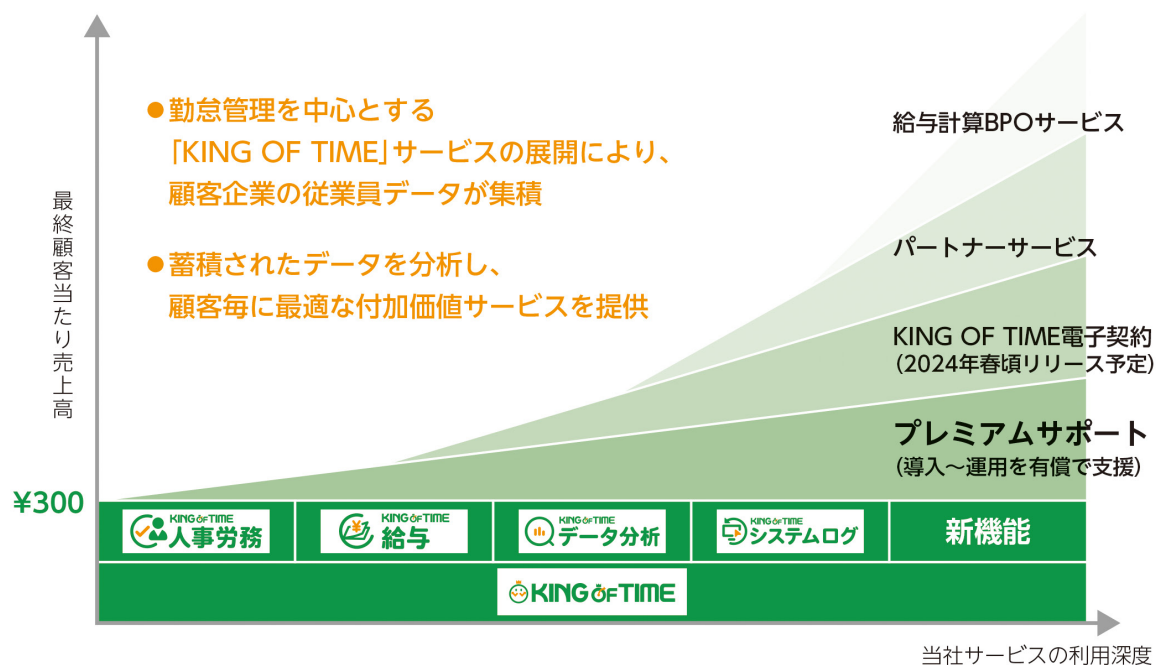 ●勤怠管理を中心とする
「KING OF TIME」サービスの展開により、
顧客企業の従業員データが集積
●蓄積されたデータを分析し、
顧客毎に最適な付加価値サービスを提供
最終顧客当たり売上高
給与計算BPOサービス
パートナーサービス
KING OF TIME電子契約
(2024年春頃リリース予定)
プレミアムサポート
(導入〜運用を有償で支援)
¥300
KING OF TIME
人事労務
KING OF TIME
給与
KING OF TIME
データ分析
KING OF TIME
システムログ
新機能
KING OF TIME
当社サービスの利用深度